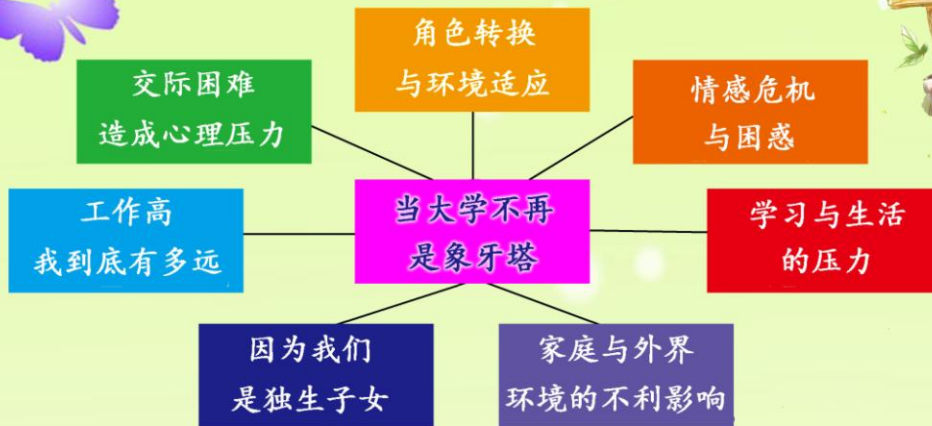 角色转换
与环境适应
交际困难
造成心理压力
情感危机
与困惑
工作高
我到底有多远
当大学不再
是象牙塔
学习与生活
的压力
因为我们
是独生子女
家庭与外界
环境的不利影响